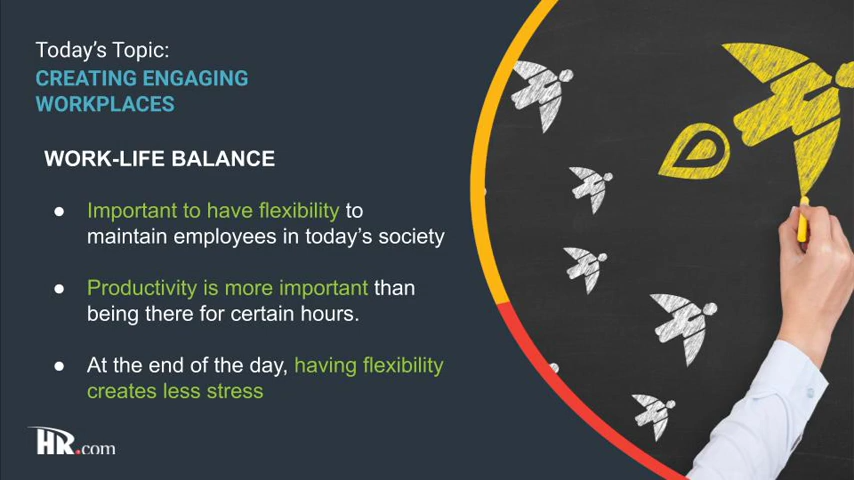 Today's Topic:
CREATING ENGAGING
WORKPLACES
WORK-LIFE BALANCE
● Important to have flexibility to
maintain employees in today's society
● Productivity is more important than
being there for certain hours.
● At the end of the day, having flexibility
creates less stress
HR.com